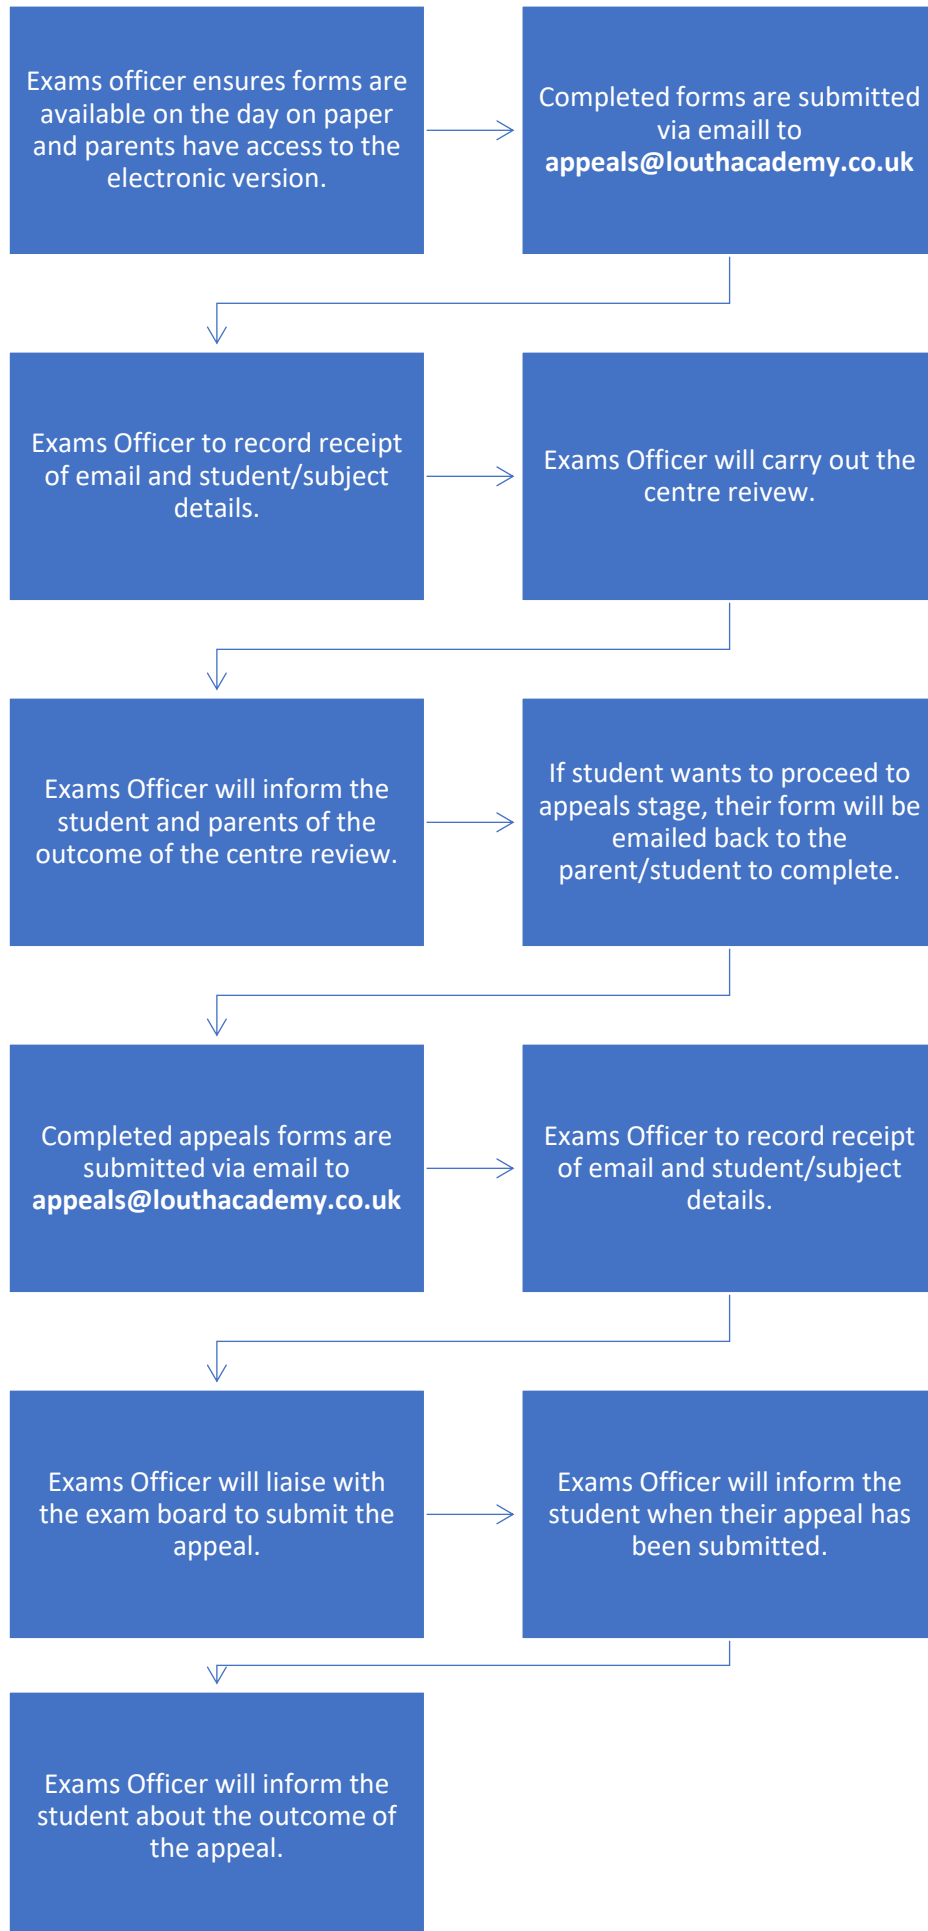 Exams officer ensures forms are
available on the day on paper
and parents have access to the
electronic version.
Completed forms are submitted
via emaill to
appeals@louthacademy.co.uk
Exams Officer to record receipt
of email and student/subject
details.
Exams Officer will carry out the
centre reivew.
Exams Officer will inform the
student and parents of the
outcome of the centre review.
If student wants to proceed to
appeals stage, their form will be
emailed back to the
parent/student to complete.
Completed appeals forms are
submitted via email to
appeals@louthacademy.co.uk
Exams Officer to record receipt
of email and student/subject
details.
Exams Officer will liaise with
the exam board to submit the
appeal.
Exams Officer will inform the
student when their appeal has
been submitted.
Exams Officer will inform the
student about the outcome of
the appeal.